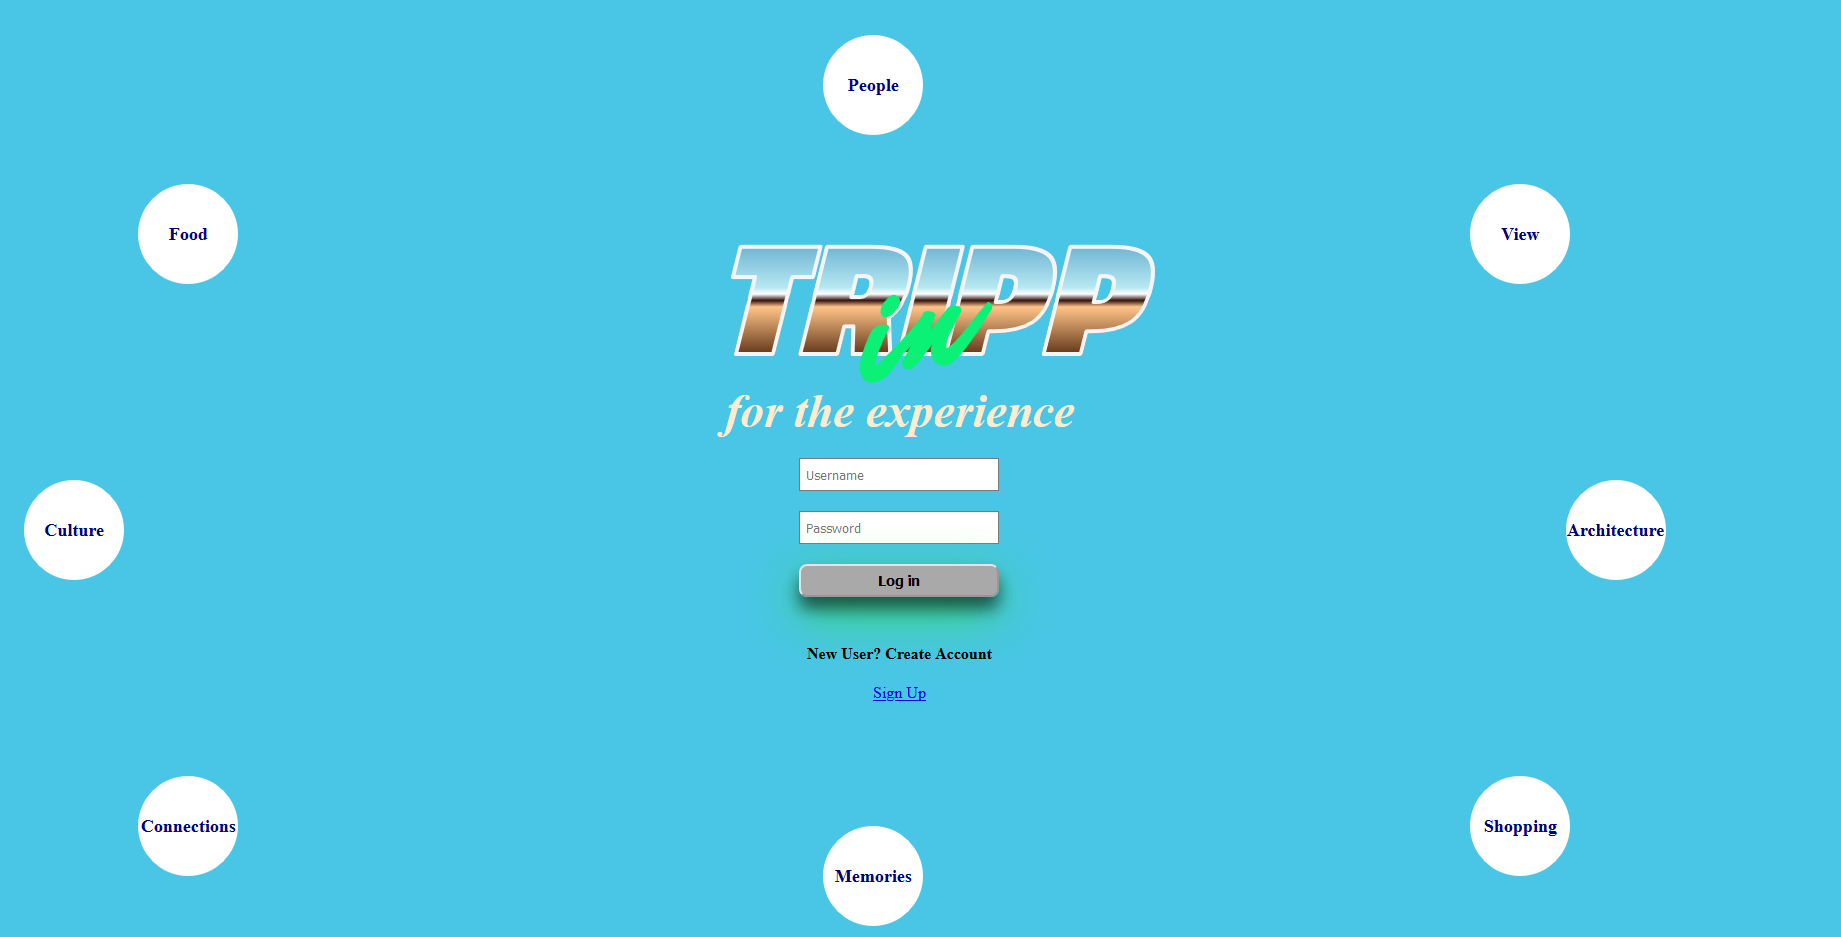 People
Food
View
TRIPP
in
for the experience
Username
Culture
Architecture
Password
Log in
New User? Create Account
Sign Up
Connections
Shopping
Memories